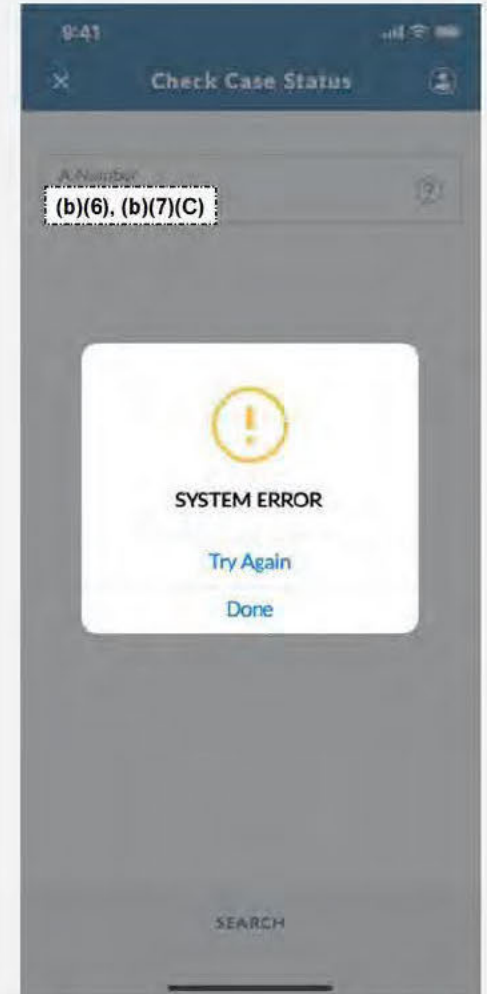 9:41
Check Case Status
A-Number
(b)(6), (b)(7)(C)
SYSTEM ERROR
Try Again
Done
SEARCH